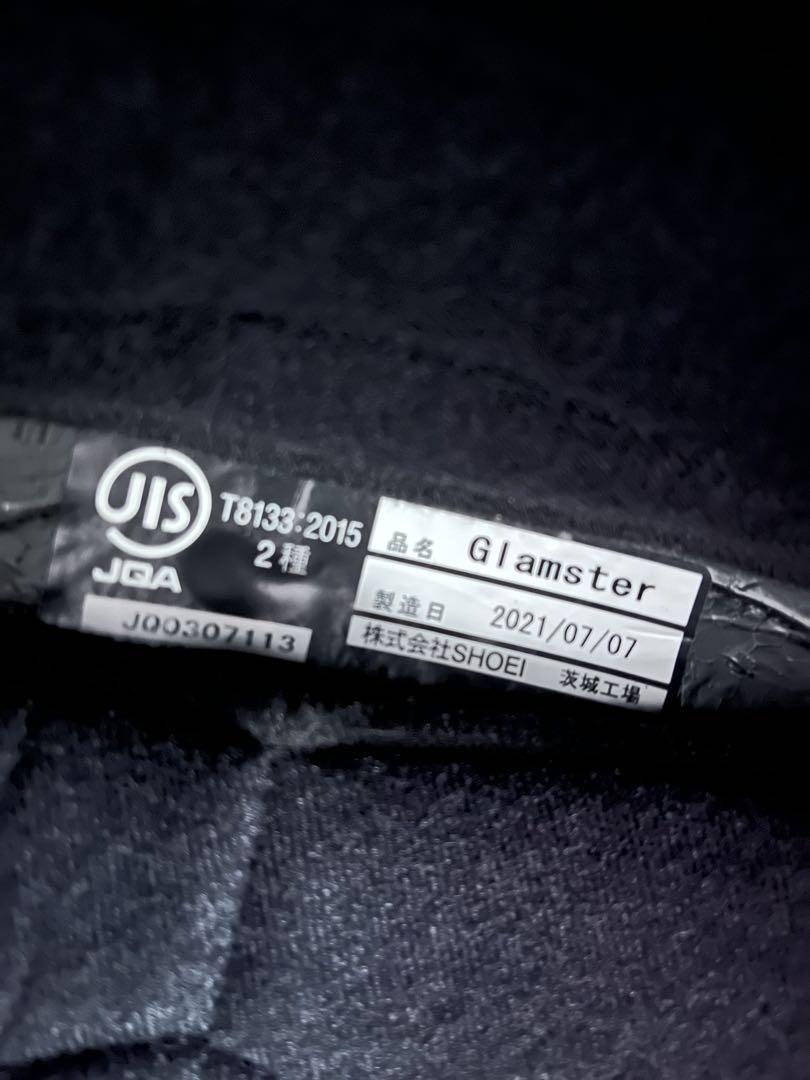 JIS
T8133:2015
2種
JQA
JQ0307113
品名 Glamster
製造日 2021/07/07
株式会社SHOEI 茨城工場